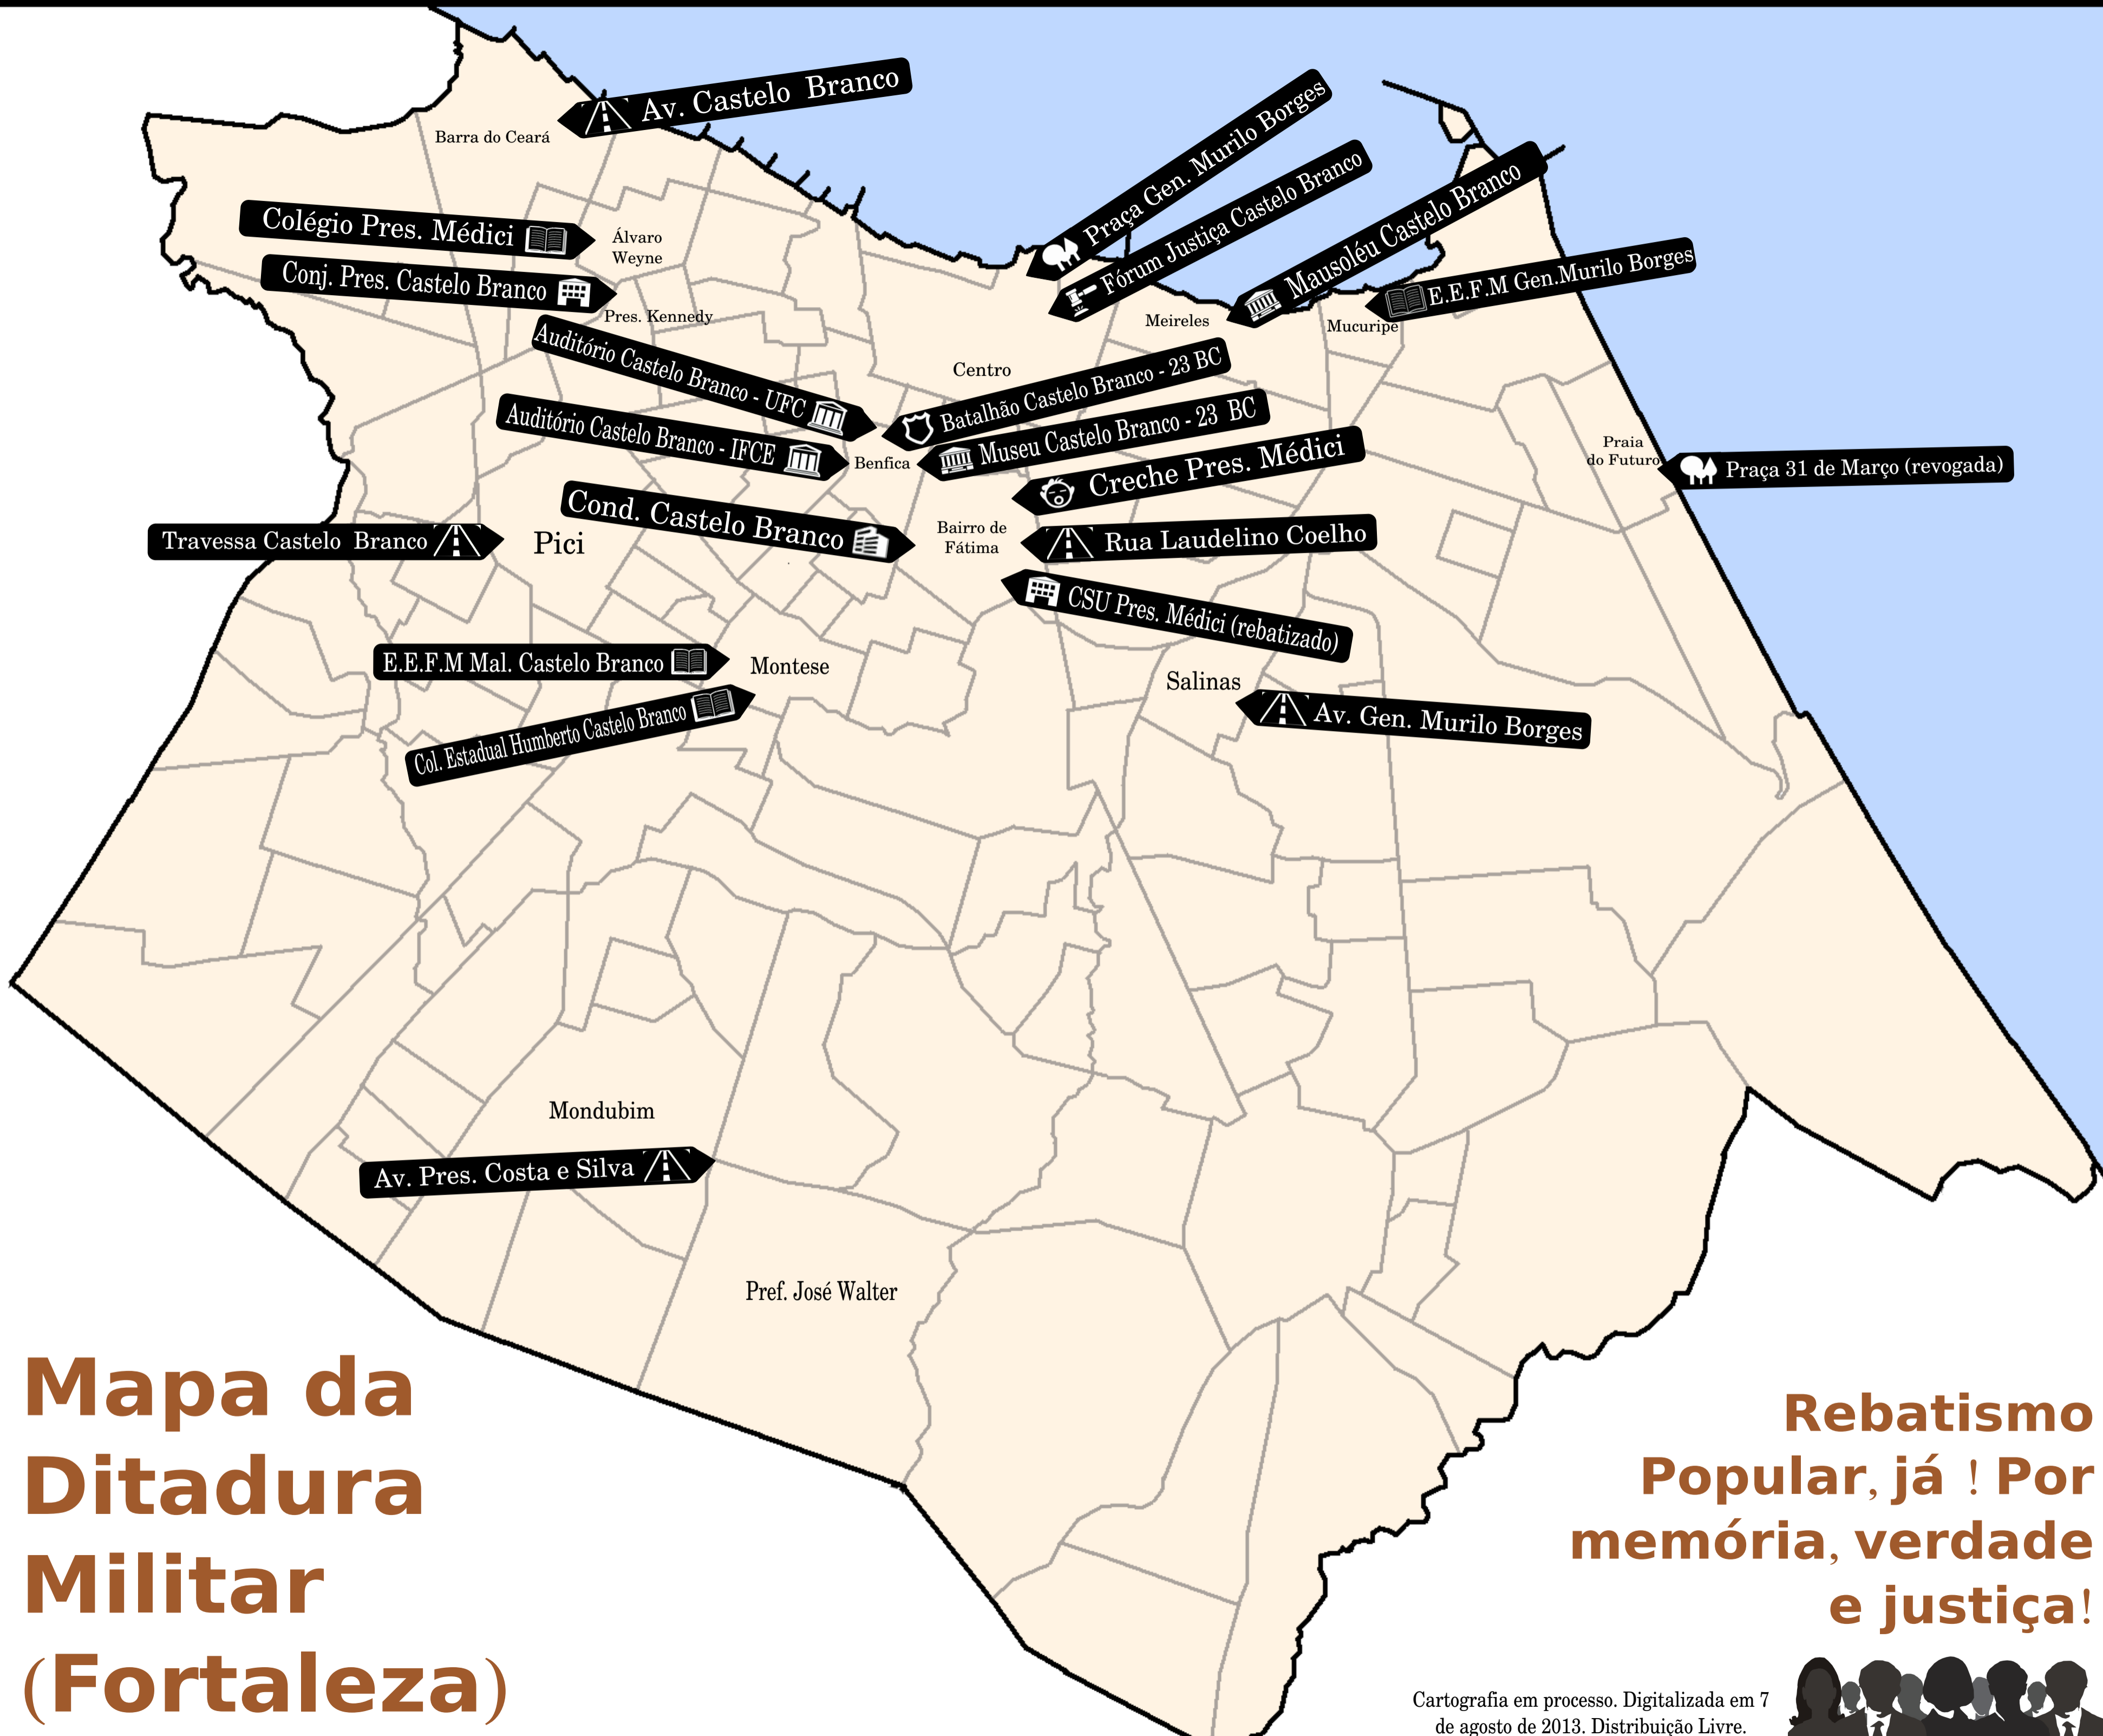 Av. Castelo Branco
Praça Gen. Murilo Borges
Barra do Ceará
Fórum Justiça Castelo Branco
Mausoléu Castelo Branco
Colégio Pres. Médici
Álvaro
Weyne
E.E.F.M Gen.Murilo Borges
Conj. Pres. Castelo Branco
Pres. Kennedy
Meireles
Mucuripe
Auditório Castelo Branco - UFC
Centro
Batalhão Castelo Branco - 23 BC
Auditório Castelo Branco - IFCE
Benfica
Museu Castelo Branco - 23 BC
Praia
do Futuro
Praça 31 de Março (revogada)
Creche Pres. Médici
Cond. Castelo Branco
Bairro de
Fátima
Rua Laudelino Coelho
Travessa Castelo Branco
Pici
CSU Pres. Médici (rebatizado)
E.E.F.M Mal. Castelo Branco
Montese
Salinas
Col. Estadual Humberto Castelo Branco
Av. Gen. Murilo Borges
Mondubim
Av. Pres. Costa e Silva
Pref. José Walter
Mapa da
Ditadura
Militar
(Fortaleza)
Rebatismo
Popular, já ! Por
memória, verdade
e justiça!
Cartografia em processo. Digitalizada em 7
de agosto de 2013. Distribuição Livre.